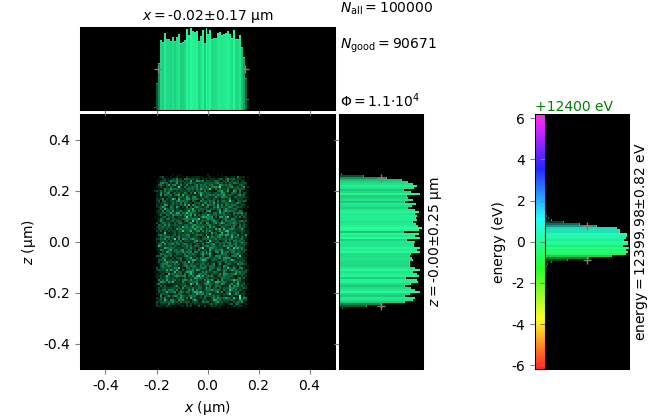 x = -0.02±0.17 μm
N_all = 100000
N_good = 90671
Φ = 1.1·10⁴
+12400 eV
z (μm)
0.4
0.2
0.0
-0.2
-0.4
-0.4 -0.2 0.0 0.2 0.4
x (μm)
z = -0.00±0.25 μm
energy (eV)
6
4
2
0
-2
-4
-6
energy = 12399.98±0.82 eV